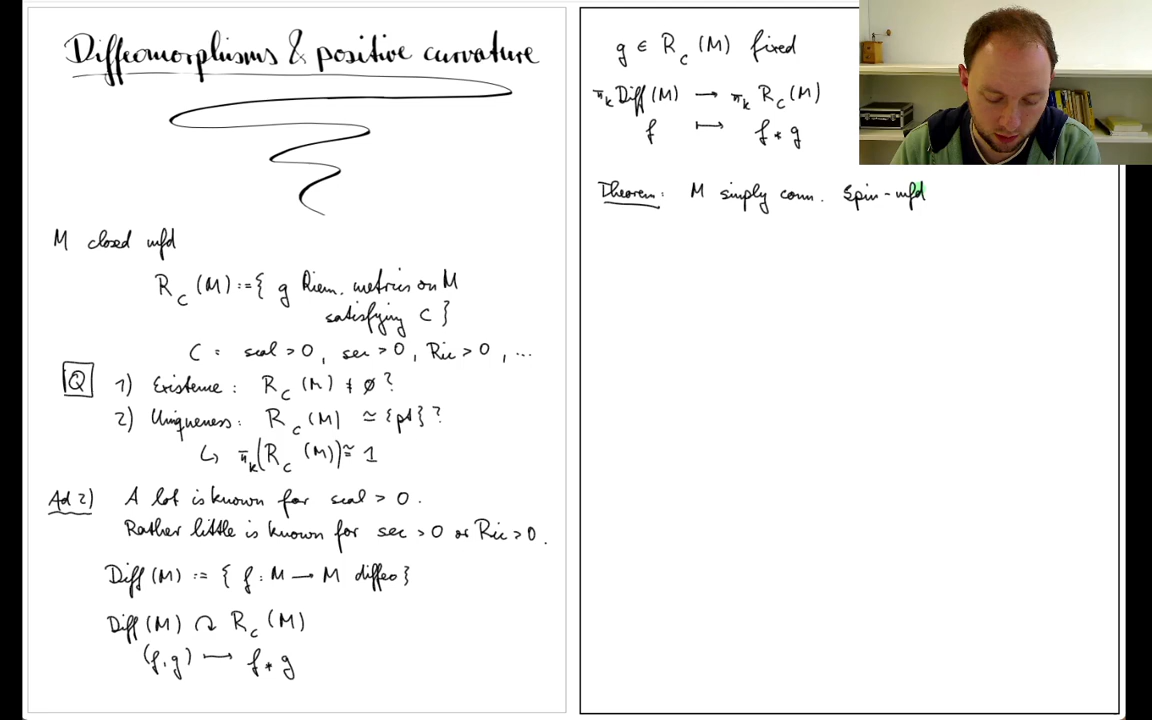 Diffeomorphisms & positive curvature
M closed mfd
R_C (M) := { g Riem. metrics on M
satisfying C }
C = scal > 0, sec > 0, Ric > 0, ...
Q 1) Existence: R_C (M) ≠ ∅ ?
2) Uniqueness: R_C (M) ≃ {pt} ?
↳ π_k(R_C (M)) ≅ 1
Ad 2) A lot is known for scal > 0.
Rather little is known for sec > 0 or Ric > 0.
Diff (M) := { f : M → M diffeo }
Diff (M) ↷ R_C (M)
(f, g) ↦ f_* g
g ∈ R_C (M) fixed
π_k Diff (M) → π_k R_C (M)
f ↦ f_* g
Theorem: M simply conn. Spin-mfd